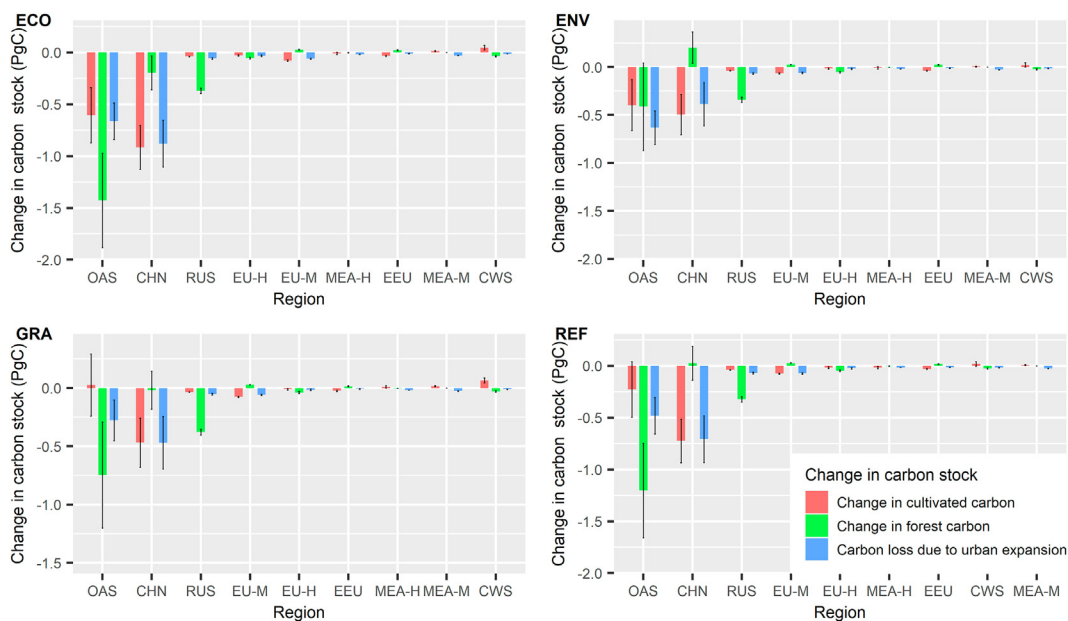 ECO
Change in carbon stock (PgC)
0.0
-0.5
-1.0
-1.5
-2.0
OAS CHN RUS EU-H EU-M MEA-H EEU MEA-M CWS
Region
ENV
Change in carbon stock (PgC)
0.0
-0.5
-1.0
-1.5
-2.0
OAS CHN RUS EU-M EU-H MEA-H EEU MEA-M CWS
Region
GRA
Change in carbon stock (PgC)
0.0
-0.5
-1.0
-1.5
OAS CHN RUS EU-M EU-H EEU MEA-H MEA-M CWS
Region
REF
Change in carbon stock (PgC)
0.0
-0.5
-1.0
-1.5
-2.0
OAS CHN RUS EU-M EU-H MEA-H EEU CWS MEA-M
Region
Change in carbon stock
Change in cultivated carbon
Change in forest carbon
Carbon loss due to urban expansion